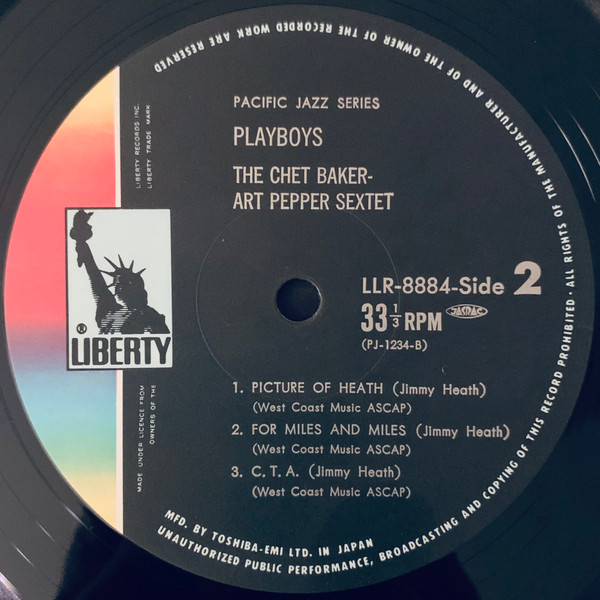 PACIFIC JAZZ SERIES
PLAYBOYS
THE CHET BAKER-
ART PEPPER SEXTET
LLR-8884-Side 2
33 1/3 RPM JASRAC
(PJ-1234-B)
1. PICTURE OF HEATH (Jimmy Heath)
(West Coast Music ASCAP)
2. FOR MILES AND MILES (Jimmy Heath)
(West Coast Music ASCAP)
3. C. T. A. (Jimmy Heath)
(West Coast Music ASCAP)
® LIBERTY
LIBERTY RECORDS INC.
LIBERTY TRADE MARK
MADE UNDER LICENCE FROM
OWNERS OF THE
MFD. BY TOSHIBA-EMI LTD. IN JAPAN
UNAUTHORIZED PUBLIC PERFORMANCE, BROADCASTING AND COPYING OF THIS RECORD PROHIBITED · ALL RIGHTS OF THE MANUFACTURER AND OF THE OWNER OF THE RECORDED WORK ARE RESERVED